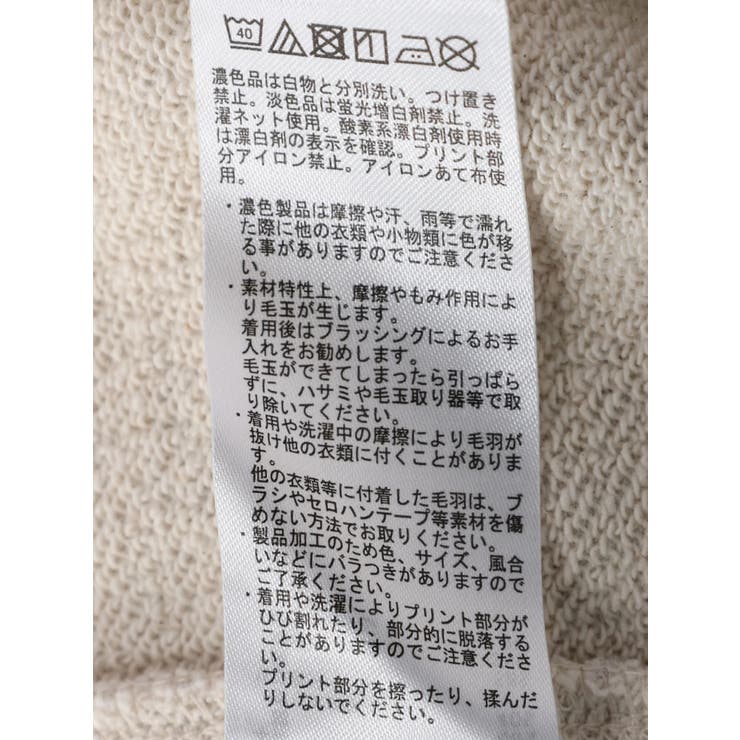 40
濃色品は白物と分別洗い。つけ置き
禁止。淡色品は蛍光増白剤禁止。洗
濯ネット使用。酸素系漂白剤使用時
は漂白剤の表示を確認。プリント部
分アイロン禁止。アイロンあて布使
用。
・濃色製品は摩擦や汗、雨等で濡れ
た際に他の衣類や小物類に色が移
る事がありますのでご注意くださ
い。
・素材特性上、摩擦やもみ作用によ
り毛玉が生じます。
着用後はブラッシングによるお手
入れをお勧めします。
毛玉ができてしまったら引っぱら
ずに、ハサミや毛玉取り器等で取
り除いてください。
・着用や洗濯中の摩擦により毛羽が
抜け他の衣類に付くことがありま
す。
他の衣類等に付着した毛羽は、ブ
ラシやセロハンテープ等素材を傷
めない方法でお取りください。
・製品加工のため色、サイズ、風合
いなどにバラつきがありますので
ご了承ください。
・着用や洗濯によりプリント部分が
ひび割れたり、部分的に脱落する
ことがありますのでご注意くださ
い。
プリント部分を擦ったり、揉んだ
りしないでください。